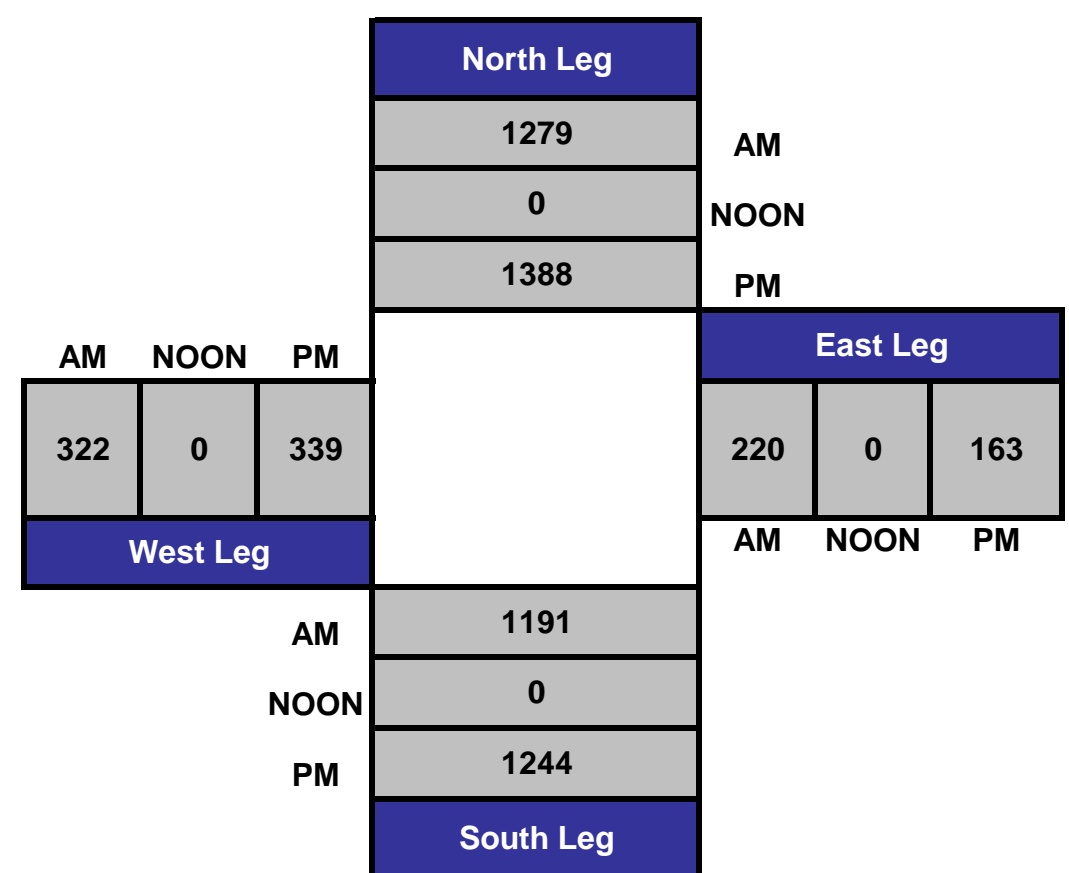 North Leg
1279
AM
0
NOON
1388
PM
East Leg
AM NOON PM
322 0 339
220 0 163
West Leg
AM NOON PM
AM
1191
NOON
0
PM
1244
South Leg